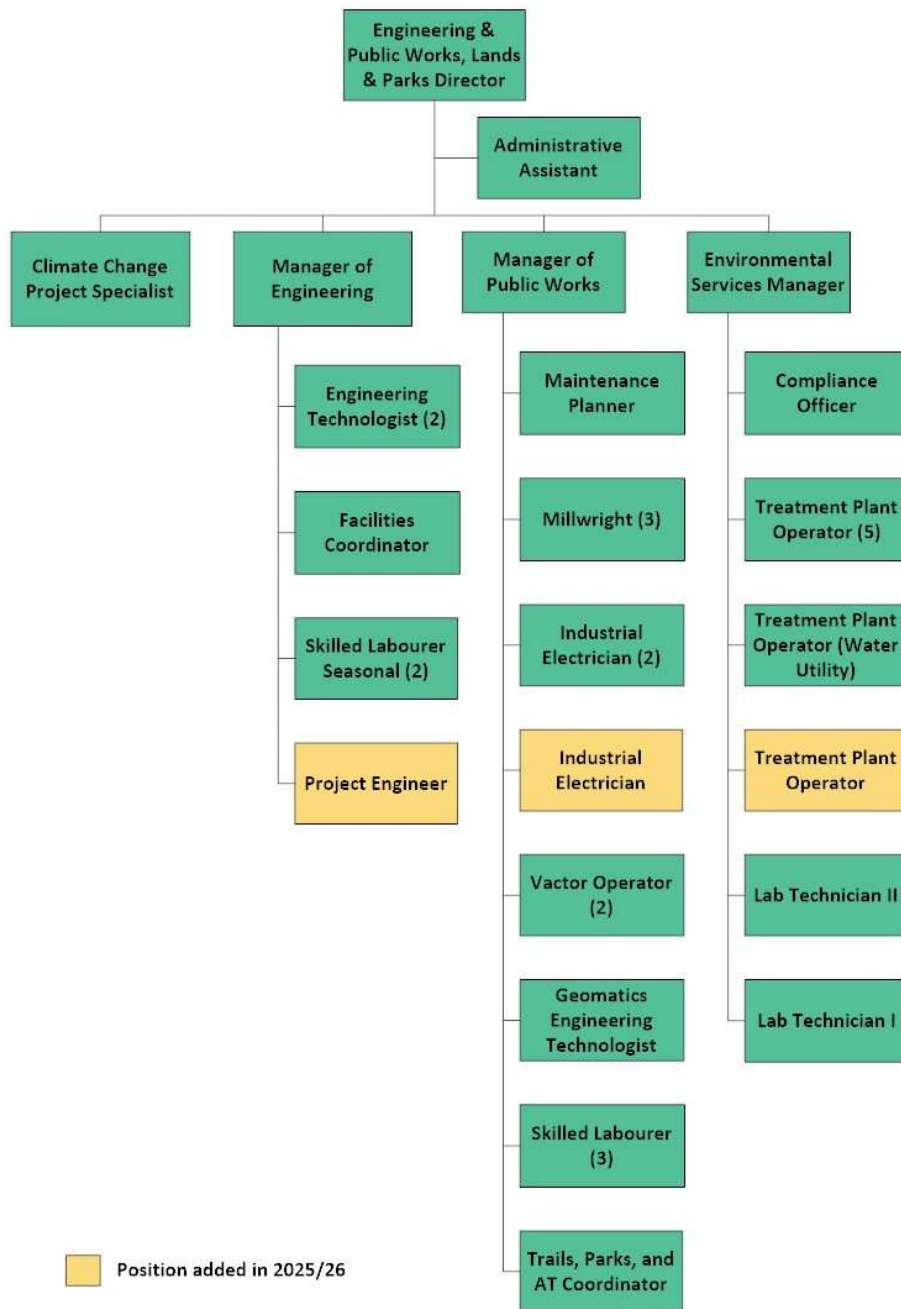 Engineering &
Public Works, Lands
& Parks Director
Administrative
Assistant
Climate Change
Project Specialist
Manager of
Engineering
Manager of
Public Works
Environmental
Services Manager
Engineering
Technologist (2)
Facilities
Coordinator
Skilled Labourer
Seasonal (2)
Project Engineer
Maintenance
Planner
Millwright (3)
Industrial
Electrician (2)
Industrial
Electrician
Vactor Operator
(2)
Geomatics
Engineering
Technologist
Skilled Labourer
(3)
Trails, Parks, and
AT Coordinator
Compliance
Officer
Treatment Plant
Operator (5)
Treatment Plant
Operator (Water
Utility)
Treatment Plant
Operator
Lab Technician II
Lab Technician I
Position added in 2025/26